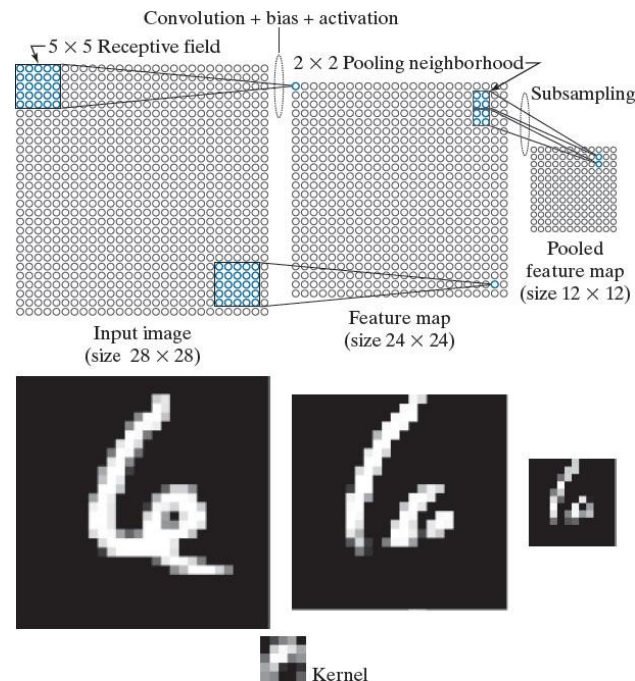 Convolution + bias + activation
5 × 5 Receptive field
2 × 2 Pooling neighborhood
Subsampling
Pooled
feature map
(size 12 × 12)
Input image
(size 28 × 28)
Feature map
(size 24 × 24)
Kernel